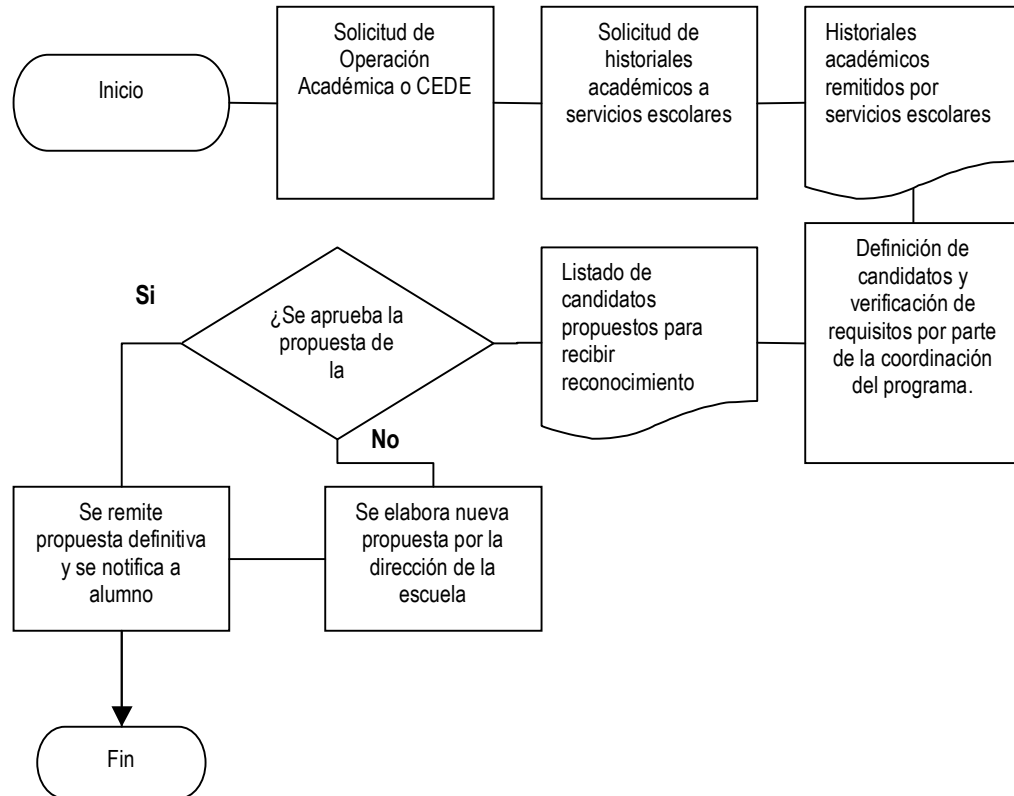 Inicio
Solicitud de
Operación
Académica o CEDE
Solicitud de
historiales
académicos a
servicios escolares
Historiales
académicos
remitidos por
servicios escolares
Definición de
candidatos y
verificación de
requisitos por parte
de la coordinación
del programa.
Listado de
candidatos
propuestos para
recibir
reconocimiento
¿Se aprueba la
propuesta de
la
Si
No
Se remite
propuesta definitiva
y se notifica a
alumno
Se elabora nueva
propuesta por la
dirección de la
escuela
Fin